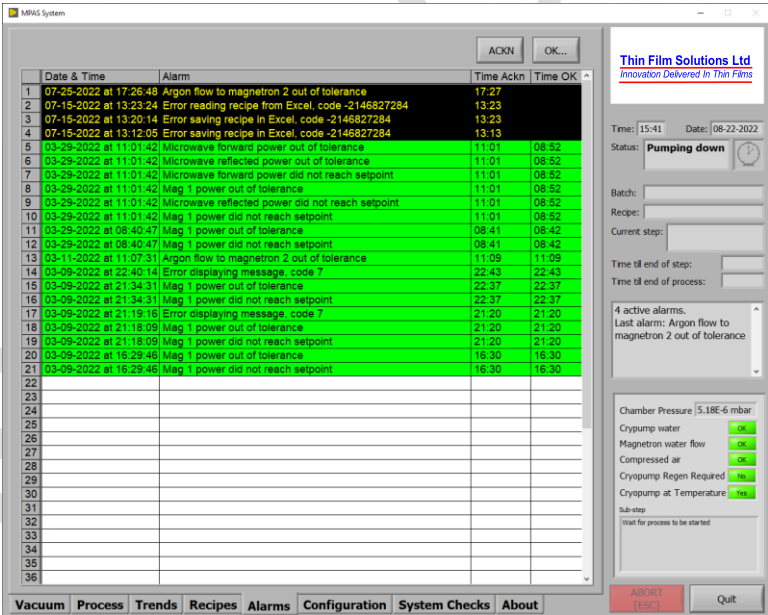 MPAS System
ACKN OK...
Date & Time Alarm Time Ackn Time OK
1 07-25-2022 at 17:26:48 Argon flow to magnetron 2 out of tolerance 17:27
2 07-15-2022 at 13:23:24 Error reading recipe from Excel, code -2146827284 13:23
3 07-15-2022 at 13:20:14 Error saving recipe in Excel, code -2146827284 13:23
4 07-15-2022 at 13:12:05 Error saving recipe in Excel, code -2146827284 13:13
5 03-29-2022 at 11:01:42 Microwave forward power out of tolerance 11:01 08:52
6 03-29-2022 at 11:01:42 Microwave reflected power out of tolerance 11:01 08:52
7 03-29-2022 at 11:01:42 Microwave forward power did not reach setpoint 11:01 08:52
8 03-29-2022 at 11:01:42 Mag 1 power out of tolerance 11:01 08:52
9 03-29-2022 at 11:01:42 Microwave reflected power did not reach setpoint 11:01 08:52
10 03-29-2022 at 11:01:42 Mag 1 power did not reach setpoint 11:01 08:52
11 03-29-2022 at 08:40:47 Mag 1 power out of tolerance 08:41 08:42
12 03-29-2022 at 08:40:47 Mag 1 power did not reach setpoint 08:41 08:42
13 03-11-2022 at 11:07:31 Argon flow to magnetron 2 out of tolerance 11:09 11:09
14 03-09-2022 at 22:40:14 Error displaying message, code 7 22:43 22:43
15 03-09-2022 at 21:34:31 Mag 1 power out of tolerance 22:37 22:37
16 03-09-2022 at 21:34:31 Mag 1 power did not reach setpoint 22:37 22:37
17 03-09-2022 at 21:19:16 Error displaying message, code 7 21:20 21:20
18 03-09-2022 at 21:18:09 Mag 1 power out of tolerance 21:20 21:20
19 03-09-2022 at 21:18:09 Mag 1 power did not reach setpoint 21:20 21:20
20 03-09-2022 at 16:29:46 Mag 1 power out of tolerance 16:30 16:30
21 03-09-2022 at 16:29:46 Mag 1 power did not reach setpoint 16:30 16:30
22
23
24
25
26
27
28
29
30
31
32
33
34
35
36
Vacuum Process Trends Recipes Alarms Configuration System Checks About
Thin Film Solutions Ltd
Innovation Delivered In Thin Films
Time: 15:41 Date: 08-22-2022
Status: Pumping down
Batch:
Recipe:
Current step:
Time till end of step:
Time till end of process:
4 active alarms.
Last alarm: Argon flow to
magnetron 2 out of tolerance
Chamber Pressure 5.18E-6 mbar
Crypump water OK
Magnetron water flow OK
Compressed air OK
Cryopump Regen Required No
Cryopump at Temperature Yes
Sub-step
Wait for process to be started
ABORT
[ESC]
Quit